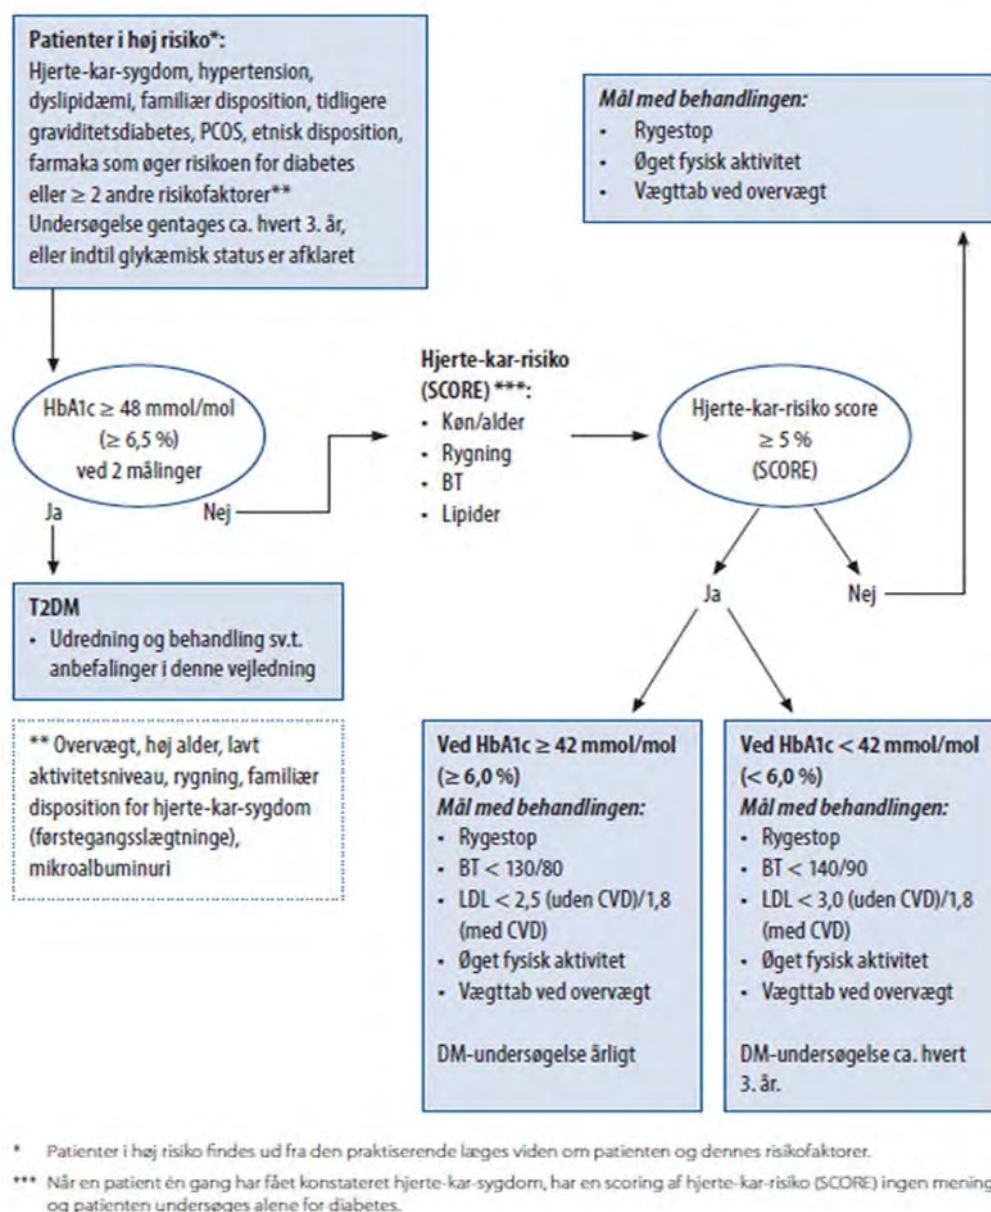 Patienter i høj risiko*:
Hjerte-kar-sygdom, hypertension,
dyslipidæmi, familiær disposition, tidligere
graviditetsdiabetes, PCOS, etnisk disposition,
farmaka som øger risikoen for diabetes
eller ≥ 2 andre risikofaktorer**
Undersøgelse gentages ca. hvert 3. år,
eller indtil glykæmisk status er afklaret
Mål med behandlingen:
• Rygestop
• Øget fysisk aktivitet
• Vægttab ved overvægt
HbA1c ≥ 48 mmol/mol
(≥ 6,5 %)
ved 2 målinger
Ja
Nej
Hjerte-kar-risiko
(SCORE) ***:
• Køn/alder
• Rygning
• BT
• Lipider
Hjerte-kar-risiko score
≥ 5 %
(SCORE)
Ja
Nej
T2DM
• Udredning og behandling sv.t.
anbefalinger i denne vejledning
** Overvægt, høj alder, lavt
aktivitetsniveau, rygning, familiær
disposition for hjerte-kar-sygdom
(førstegangsslægtninge),
mikroalbuminuri
Ved HbA1c ≥ 42 mmol/mol
(≥ 6,0 %)
Mål med behandlingen:
• Rygestop
• BT < 130/80
• LDL < 2,5 (uden CVD)/1,8
(med CVD)
• Øget fysisk aktivitet
• Vægttab ved overvægt
DM-undersøgelse årligt
Ved HbA1c < 42 mmol/mol
(< 6,0 %)
Mål med behandlingen:
• Rygestop
• BT < 140/90
• LDL < 3,0 (uden CVD)/1,8
(med CVD)
• Øget fysisk aktivitet
• Vægttab ved overvægt
DM-undersøgelse ca. hvert
3. år.
* Patienter i høj risiko findes ud fra den praktiserende læges viden om patienten og dennes risikofaktorer.
*** Når en patient én gang har fået konstateret hjerte-kar-sygdom, har en scoring af hjerte-kar-risiko (SCORE) ingen mening
og patienten undersøges alene for diabetes.